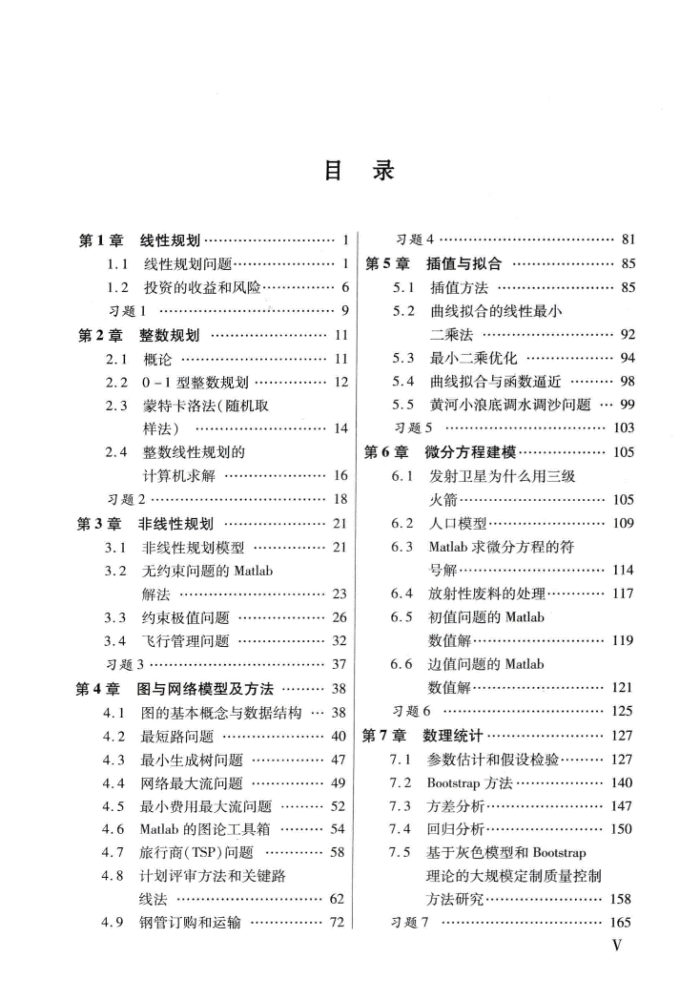 目 录
第1章 线性规划 ……………………… 1
1.1 线性规划问题 ……………………… 1
1.2 投资的收益和风险 ……………………… 6
习题1 ……………………… 9
第2章 整数规划 ……………………… 11
2.1 概论 ……………………… 11
2.2 0-1型整数规划 ……………………… 12
2.3 蒙特卡洛法(随机取
样法) ……………………… 14
2.4 整数线性规划的
计算机求解 ……………………… 16
习题2 ……………………… 18
第3章 非线性规划 ……………………… 21
3.1 非线性规划模型 ……………………… 21
3.2 无约束问题的 Matlab
解法 ……………………… 23
3.3 约束极值问题 ……………………… 26
3.4 飞行管理问题 ……………………… 32
习题3 ……………………… 37
第4章 图与网络模型及方法 ……… 38
4.1 图的基本概念与数据结构 … 38
4.2 最短路问题 ……………………… 40
4.3 最小生成树问题 ……………… 47
4.4 网络最大流问题 ……………… 49
4.5 最小费用最大流问题 ……… 52
4.6 Matlab 的图论工具箱 ……… 54
4.7 旅行商(TSP)问题 ………… 58
4.8 计划评审方法和关键路
线法 ……………………… 62
4.9 钢管订购和运输 ……………… 72
习题4 ……………………… 81
第5章 插值与拟合 ……………………… 85
5.1 插值方法 ……………………… 85
5.2 曲线拟合的线性最小
二乘法 ……………………… 92
5.3 最小二乘优化 ……………………… 94
5.4 曲线拟合与函数逼近 ……… 98
5.5 黄河小浪底调水调沙问题 … 99
习题5 ……………………… 103
第6章 微分方程建模 ……………………… 105
6.1 发射卫星为什么用三级
火箭 ……………………… 105
6.2 人口模型 ……………………… 109
6.3 Matlab 求微分方程的符
号解 ……………………… 114
6.4 放射性废料的处理 ………… 117
6.5 初值问题的 Matlab
数值解 ……………………… 119
6.6 边值问题的 Matlab
数值解 ……………………… 121
习题6 ……………………… 125
第7章 数理统计 ……………………… 127
7.1 参数估计和假设检验 ……… 127
7.2 Bootstrap 方法 ……………… 140
7.3 方差分析 ……………………… 147
7.4 回归分析 ……………………… 150
7.5 基于灰色模型和 Bootstrap
理论的大规模定制质量控制
方法研究 ……………………… 158
习题7 ……………………… 165
V